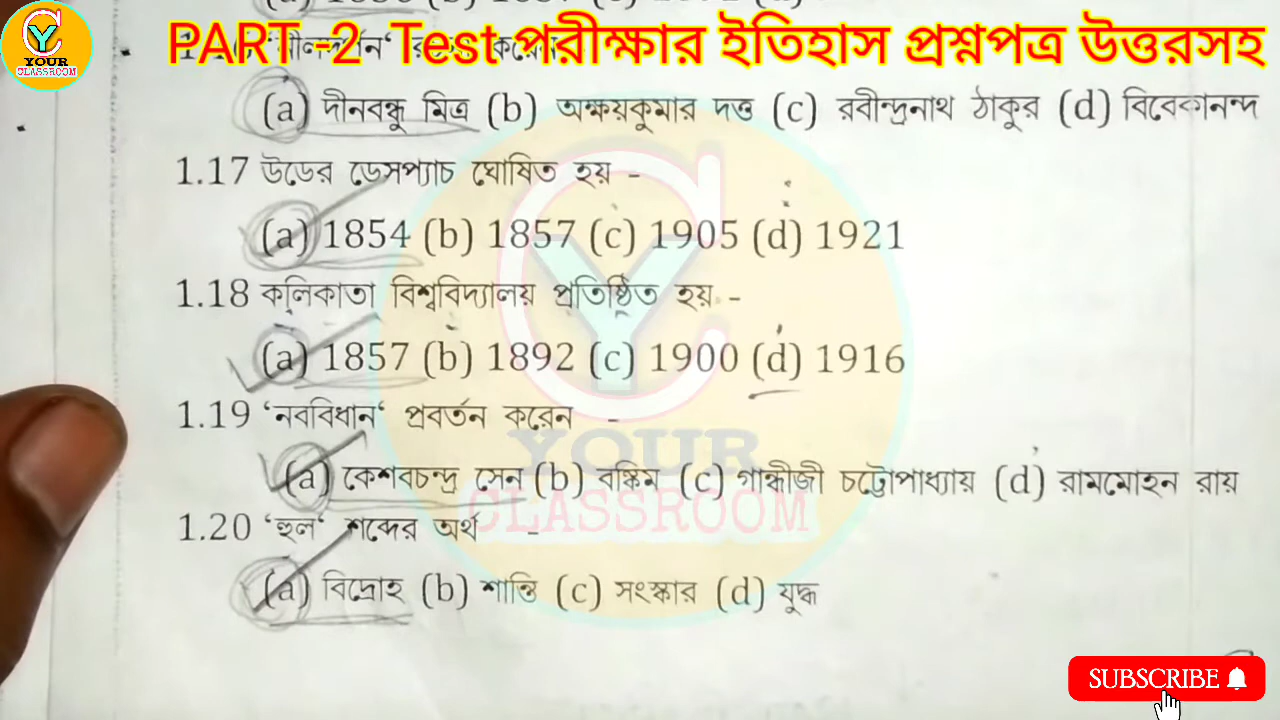 YOUR
CLASSROOM
PART -2 Test পরীক্ষার ইতিহাস প্রশ্নপত্র উত্তরসহ
(a) দীনবন্ধু মিত্র (b) অক্ষয়কুমার দত্ত (c) রবীন্দ্রনাথ ঠাকুর (d) বিবেকানন্দ
1.17 উডের ডেসপ্যাচ ঘোষিত হয় -
(a) 1854 (b) 1857 (c) 1905 (d) 1921
1.18 কলিকাতা বিশ্ববিদ্যালয় প্রতিষ্ঠিত হয় -
(a) 1857 (b) 1892 (c) 1900 (d) 1916
1.19 ‘নববিধান‘ প্রবর্তন করেন -
(a) কেশবচন্দ্র সেন (b) বঙ্কিম (c) গান্ধীজী চট্টোপাধ্যায় (d) রামমোহন রায়
YOUR
CLASSROOM
1.20 ‘হুল‘ শব্দের অর্থ -
(a) বিদ্রোহ (b) শান্তি (c) সংস্কার (d) যুদ্ধ
SUBSCRIBE